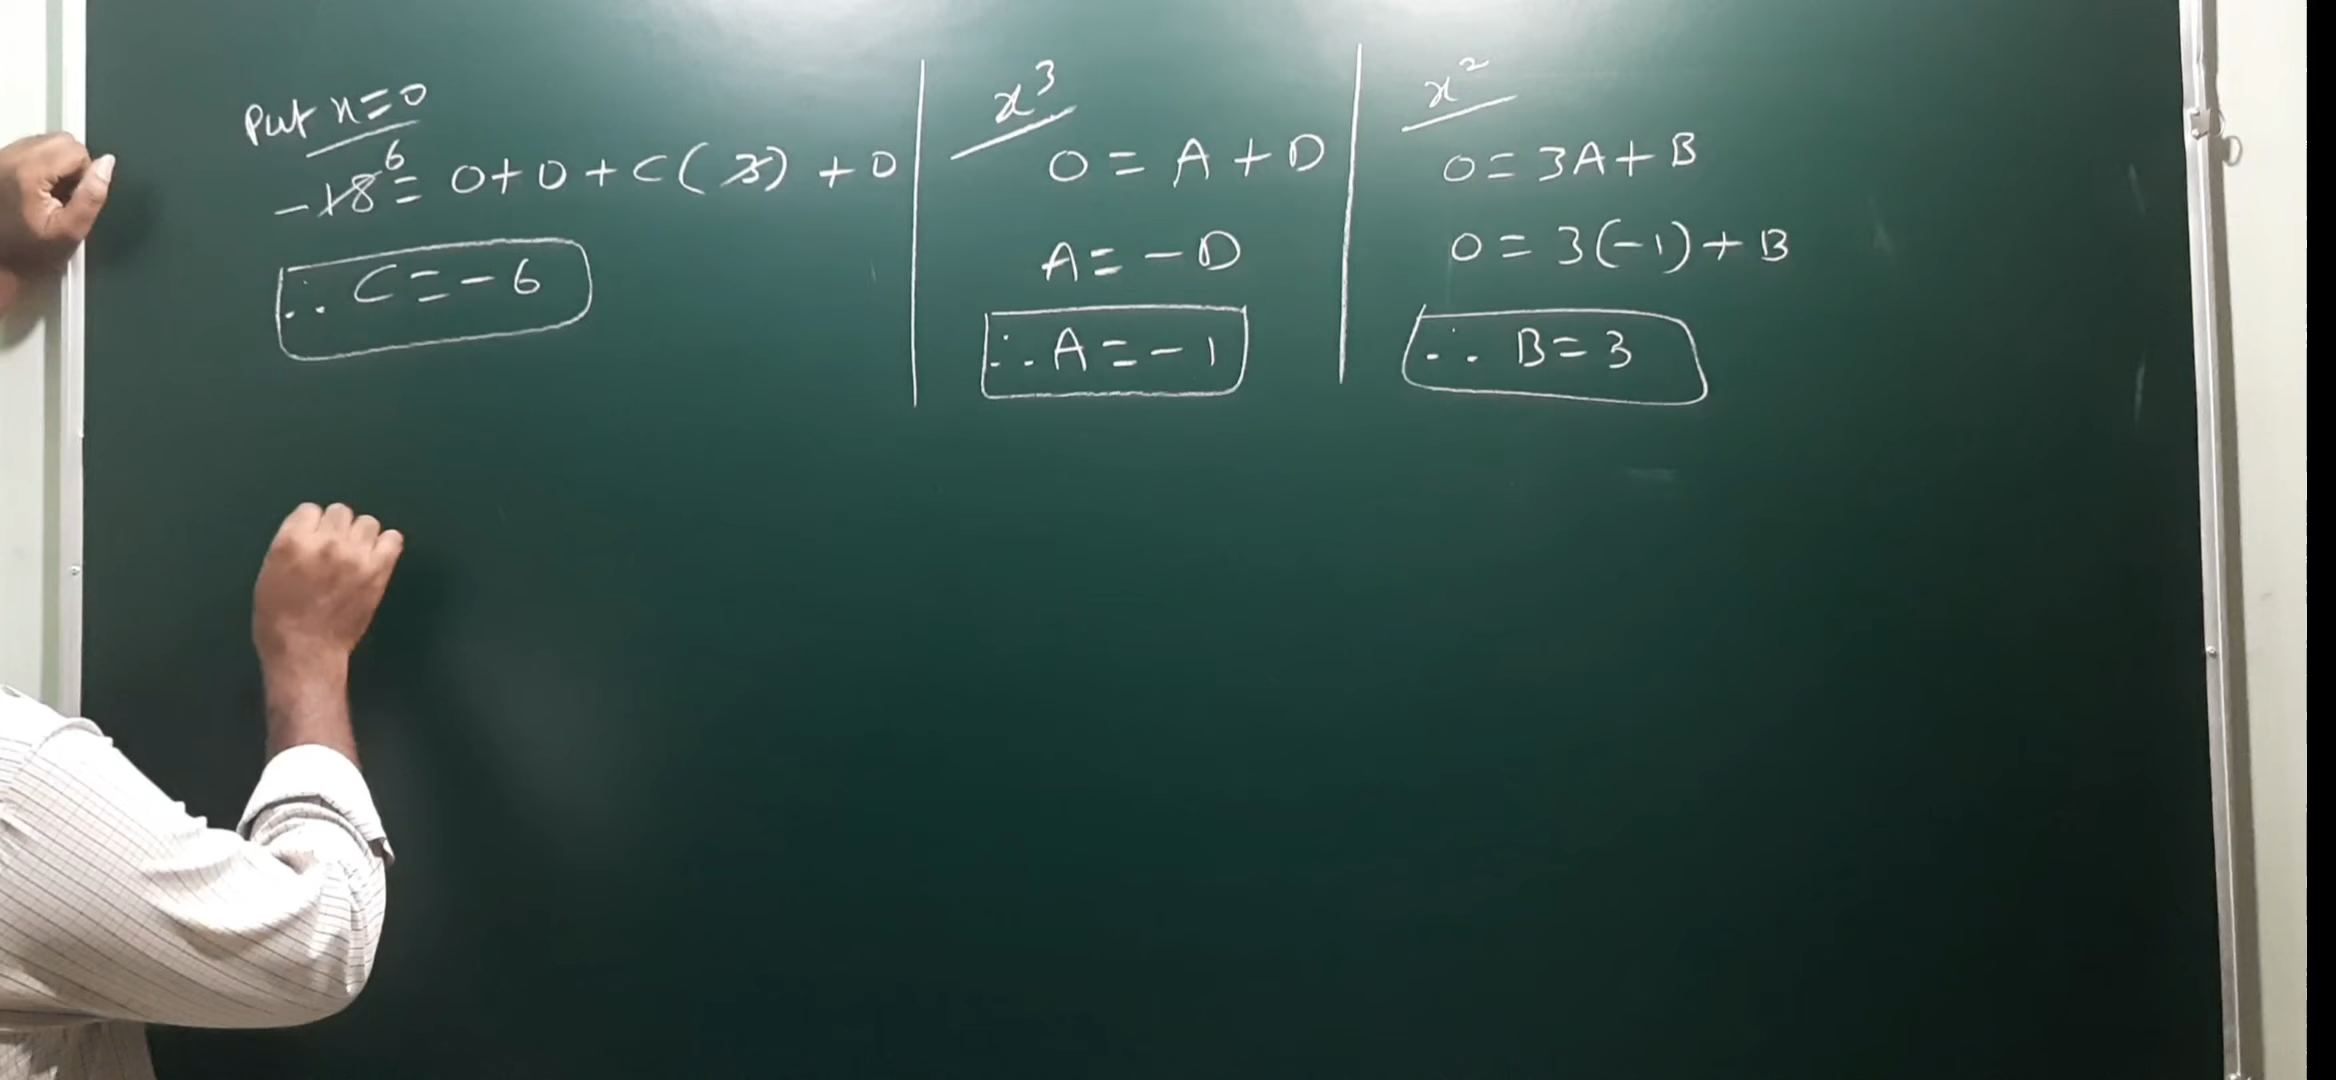 Put x=0
-18 6 = 0+0+C(3)+0
∴ C=-6
x³
0=A+D
A=-D
∴ A=-1
x²
0=3A+B
0=3(-1)+B
∴ B=3